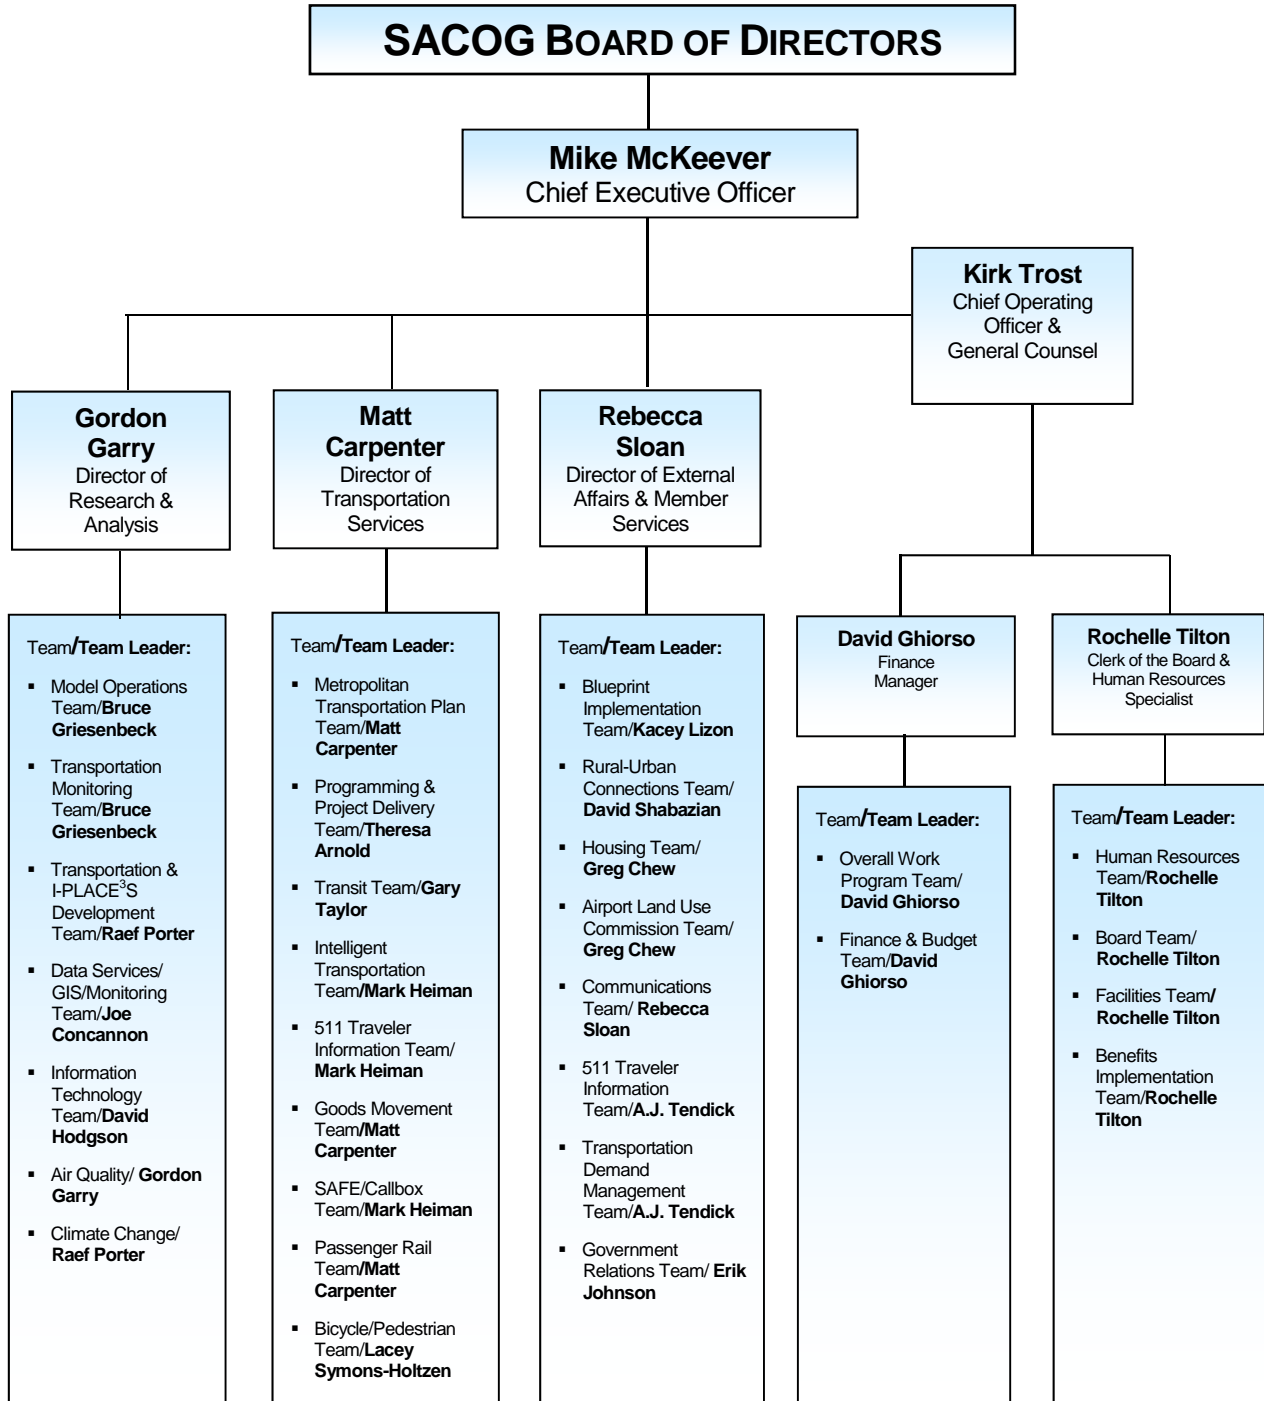 SACOG BOARD OF DIRECTORS
Mike McKeever
Chief Executive Officer
Kirk Trost
Chief Operating
Officer &
General Counsel
Gordon
Garry
Director of
Research &
Analysis
Matt
Carpenter
Director of
Transportation
Services
Rebecca
Sloan
Director of External
Affairs & Member
Services
David Ghiorso
Finance
Manager
Rochelle Tilton
Clerk of the Board &
Human Resources
Specialist
Team/Team Leader:
▪ Model Operations
Team/Bruce
Griesenbeck
▪ Transportation
Monitoring
Team/Bruce
Griesenbeck
▪ Transportation &
I-PLACE³S
Development
Team/Raef Porter
▪ Data Services/
GIS/Monitoring
Team/Joe
Concannon
▪ Information
Technology
Team/David
Hodgson
▪ Air Quality/ Gordon
Garry
▪ Climate Change/
Raef Porter
Team/Team Leader:
▪ Metropolitan
Transportation Plan
Team/Matt
Carpenter
▪ Programming &
Project Delivery
Team/Theresa
Arnold
▪ Transit Team/Gary
Taylor
▪ Intelligent
Transportation
Team/Mark Heiman
▪ 511 Traveler
Information Team/
Mark Heiman
▪ Goods Movement
Team/Matt
Carpenter
▪ SAFE/Callbox
Team/Mark Heiman
▪ Passenger Rail
Team/Matt
Carpenter
▪ Bicycle/Pedestrian
Team/Lacey
Symons-Holtzen
Team/Team Leader:
▪ Blueprint
Implementation
Team/Kacey Lizon
▪ Rural-Urban
Connections Team/
David Shabazian
▪ Housing Team/
Greg Chew
▪ Airport Land Use
Commission Team/
Greg Chew
▪ Communications
Team/ Rebecca
Sloan
▪ 511 Traveler
Information
Team/A.J. Tendick
▪ Transportation
Demand
Management
Team/A.J. Tendick
▪ Government
Relations Team/ Erik
Johnson
Team/Team Leader:
▪ Overall Work
Program Team/
David Ghiorso
▪ Finance & Budget
Team/David
Ghiorso
Team/Team Leader:
▪ Human Resources
Team/Rochelle
Tilton
▪ Board Team/
Rochelle Tilton
▪ Facilities Team/
Rochelle Tilton
▪ Benefits
Implementation
Team/Rochelle
Tilton